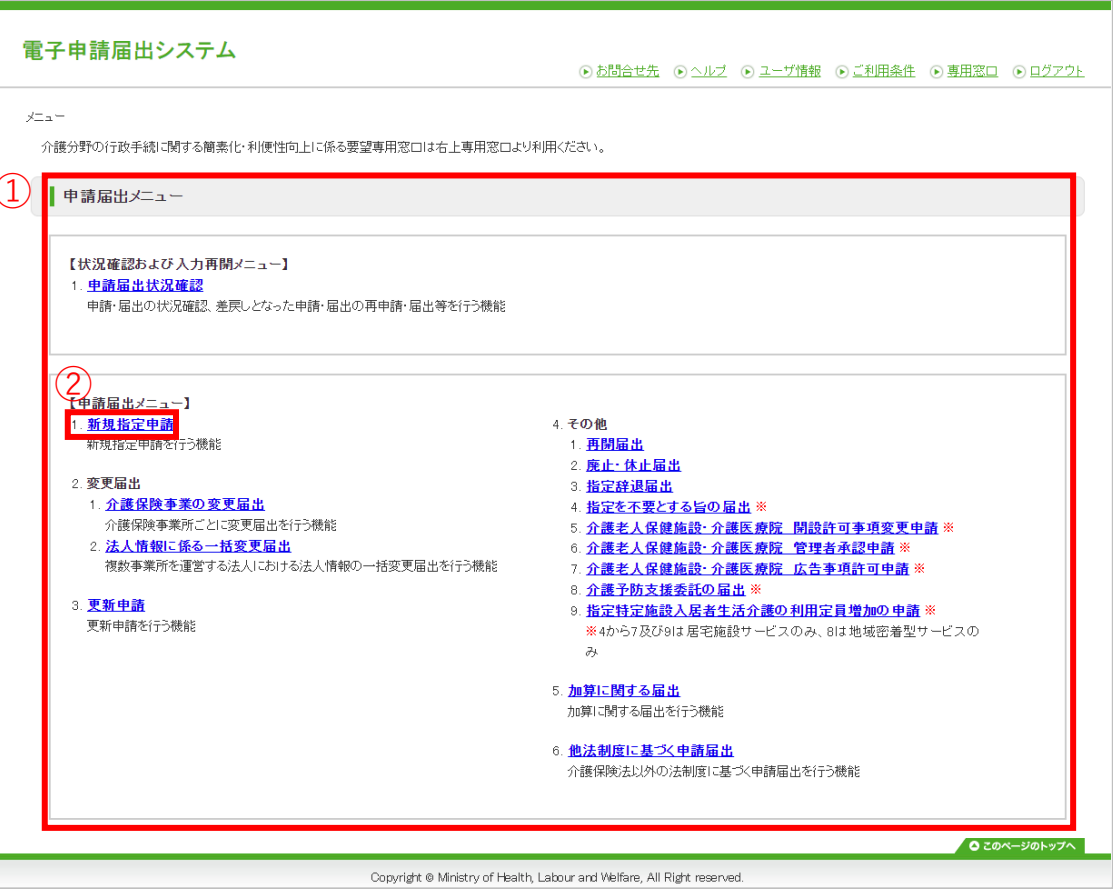 電子申請届出システム
お問合せ先 ヘルプ ユーザ情報 ご利用条件 専用窓口 ログアウト
メニュー
介護分野の行政手続に関する簡素化・利便性向上に係る要望専用窓口は右上専用窓口より利用ください。
①
申請届出メニュー
【状況確認および入力再開メニュー】
1. 申請届出状況確認
申請・届出の状況確認、差戻しとなった申請・届出の再申請・届出等を行う機能
②
【申請届出メニュー】
1. 新規指定申請
新規指定申請を行う機能
2. 変更届出
1. 介護保険事業の変更届出
介護保険事業所ごとに変更届出を行う機能
2. 法人情報に係る一括変更届出
複数事業所を運営する法人における法人情報の一括変更届出を行う機能
3. 更新申請
更新申請を行う機能
4. その他
1. 再開届出
2. 廃止・休止届出
3. 指定辞退届出
4. 指定を不要とする旨の届出 ※
5. 介護老人保健施設・介護医療院 開設許可事項変更申請 ※
6. 介護老人保健施設・介護医療院 管理者承認申請 ※
7. 介護老人保健施設・介護医療院 広告事項許可申請 ※
8. 介護予防支援委託の届出 ※
9. 指定特定施設入居者生活介護の利用定員増加の申請 ※
※4から7及び9は居宅施設サービスのみ、8は地域密着型サービスの
み
5. 加算に関する届出
加算に関する届出を行う機能
6. 他法制度に基づく申請届出
介護保険法以外の法制度に基づく申請届出を行う機能
このページのトップへ
Copyright © Ministry of Health, Labour and Welfare, All Right reserved.